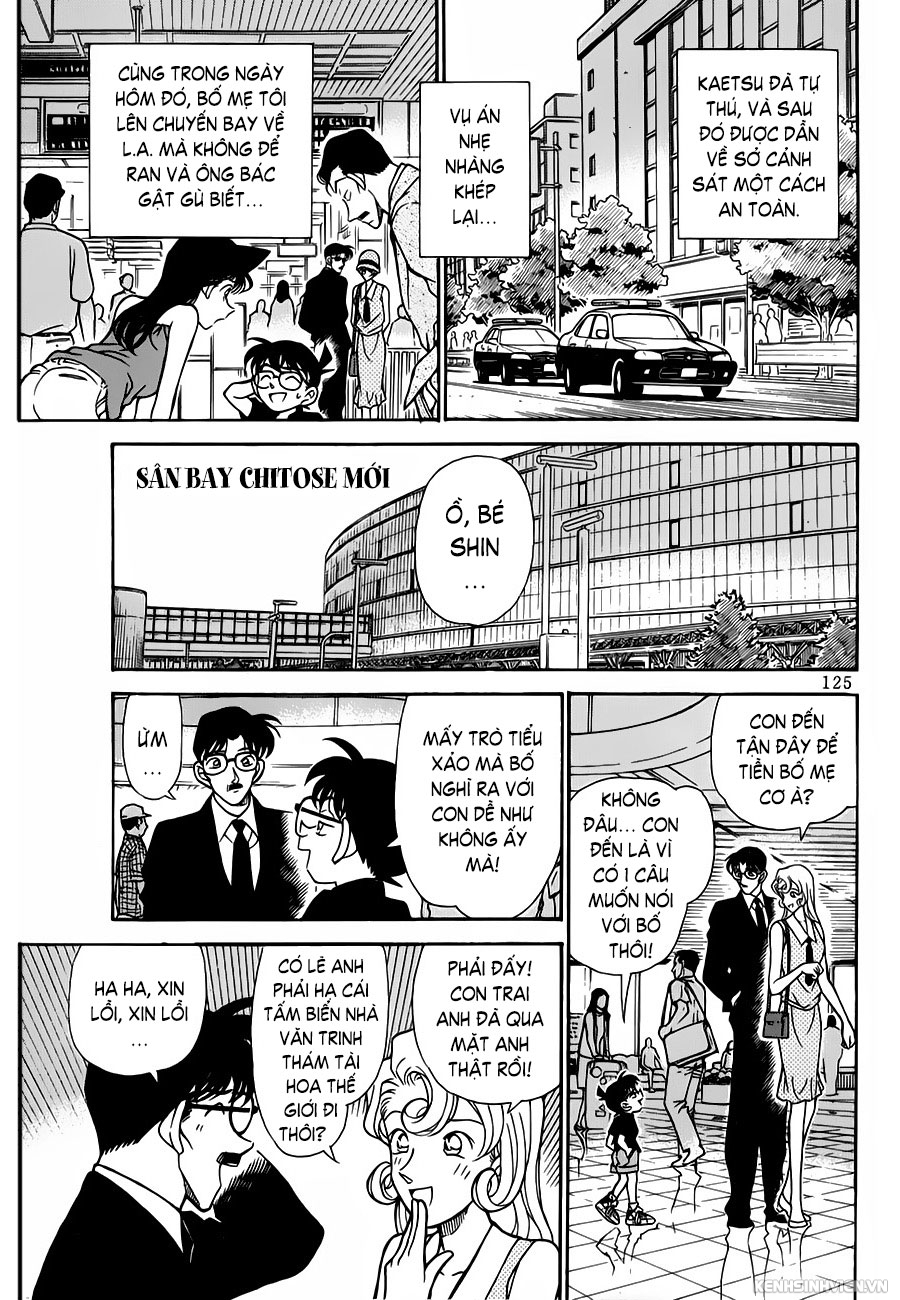 KAETSU ĐÃ TỰ
THÚ, VÀ SAU
ĐÓ ĐƯỢC DẪN
VỀ SỞ CẢNH
SÁT MỘT CÁCH
AN TOÀN.
VỤ ÁN
NHẸ
NHÀNG
KHÉP
LẠI...
CÙNG TRONG NGÀY
HÔM ĐÓ, BỐ MẸ TÔI
LÊN CHUYẾN BAY VỀ
L.A. MÀ KHÔNG ĐỂ
RAN VÀ ÔNG BÁC
GẬT GÙ BIẾT...
SÂN BAY CHITOSE MỚI
Ồ, BÉ
SHIN
...
125
CON ĐẾN
TẬN ĐÂY ĐỂ
TIỄN BỐ MẸ
CƠ À?
KHÔNG
ĐÂU... CON
ĐẾN LÀ VÌ
CÓ 1 CÂU
MUỐN NÓI
VỚI BỐ
THÔI!
MẤY TRÒ TIỂU
XẢO MÀ BỐ
NGHĨ RA VỚI
CON DỄ NHƯ
KHÔNG ẤY
MÀ!
ỪM
...
PHẢI ĐẤY!
CON TRAI
ANH ĐÃ QUA
MẶT ANH
THẬT RỒI!
CÓ LẼ ANH
PHẢI HẠ CÁI
TẤM BIỂN NHÀ
VĂN TRINH
THÁM TÀI
HOA THẾ
GIỚI ĐI
THÔI?
HA HA, XIN
LỖI, XIN LỖI
...
KENHSINHVIEN.VN